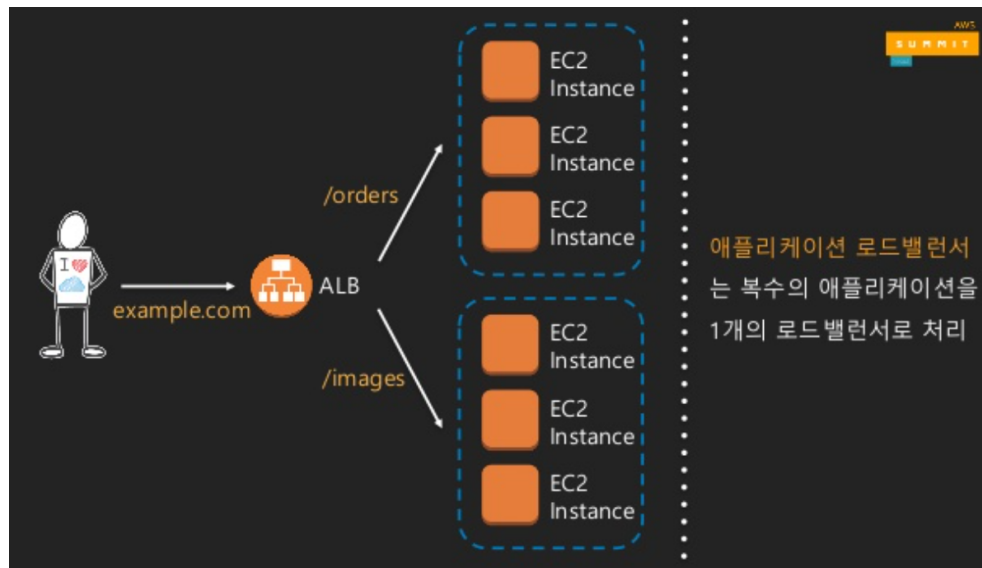 AWS
SUMMIT
EC2
Instance
EC2
Instance
EC2
Instance
/orders
I
example.com
ALB
/images
EC2
Instance
EC2
Instance
EC2
Instance
애플리케이션 로드밸런서
는 복수의 애플리케이션을
1개의 로드밸런서로 처리